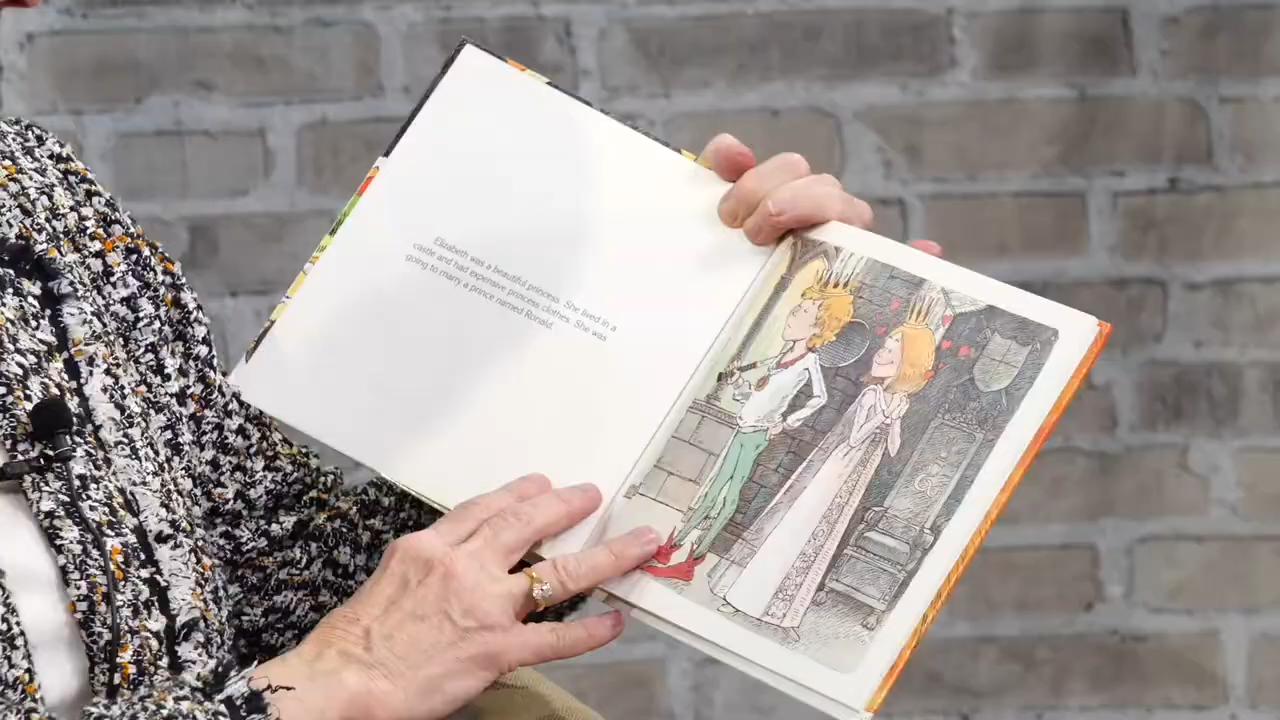 Elizabeth was a beautiful princess. She lived in a
castle and had expensive princess clothes. She was
going to marry a prince named Ronald.